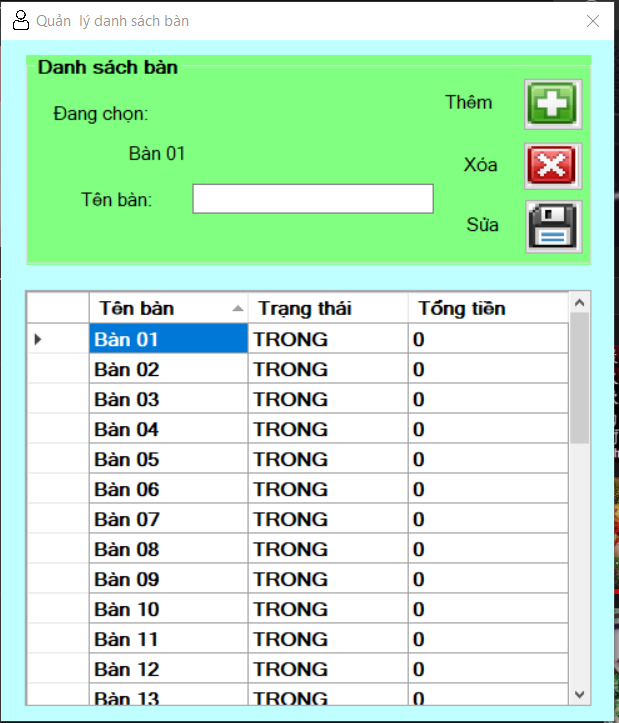 Quản lý danh sách bàn
Danh sách bàn
Đang chọn:
Thêm
Bàn 01
Xóa
Tên bàn:
Sửa
Tên bàn Trạng thái Tổng tiền
Bàn 01 TRONG 0
Bàn 02 TRONG 0
Bàn 03 TRONG 0
Bàn 04 TRONG 0
Bàn 05 TRONG 0
Bàn 06 TRONG 0
Bàn 07 TRONG 0
Bàn 08 TRONG 0
Bàn 09 TRONG 0
Bàn 10 TRONG 0
Bàn 11 TRONG 0
Bàn 12 TRONG 0
Bàn 13 TRONG 0